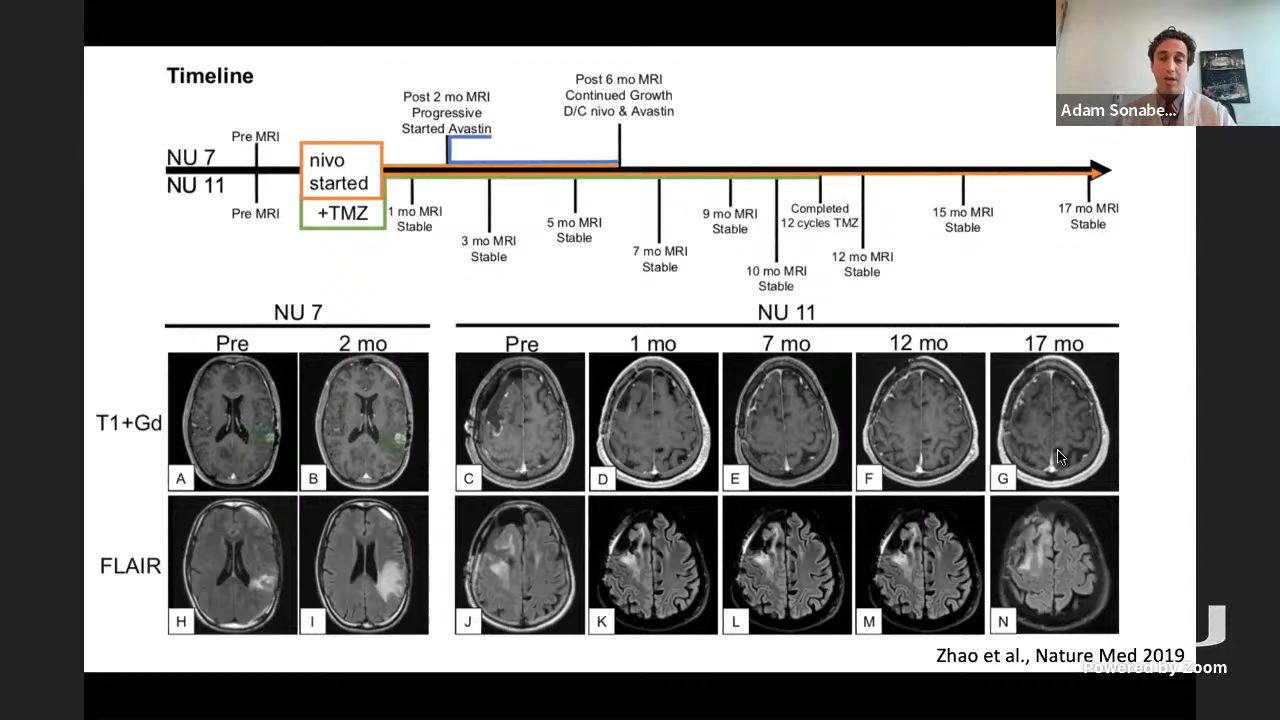 Timeline
Adam Sonabe...
Post 2 mo MRI
Progressive
Started Avastin
Post 6 mo MRI
Continued Growth
D/C nivo & Avastin
Pre MRI
NU 7
NU 11
Pre MRI
nivo
started
+TMZ
1 mo MRI
Stable
3 mo MRI
Stable
5 mo MRI
Stable
7 mo MRI
Stable
9 mo MRI
Stable
10 mo MRI
Stable
Completed
12 cycles TMZ
12 mo MRI
Stable
15 mo MRI
Stable
17 mo MRI
Stable
NU 7
NU 11
Pre
2 mo
Pre
1 mo
7 mo
12 mo
17 mo
T1+Gd
A
B
C
D
E
F
G
FLAIR
H
I
J
K
L
M
N
Zhao et al., Nature Med 2019
Powered by Zoom